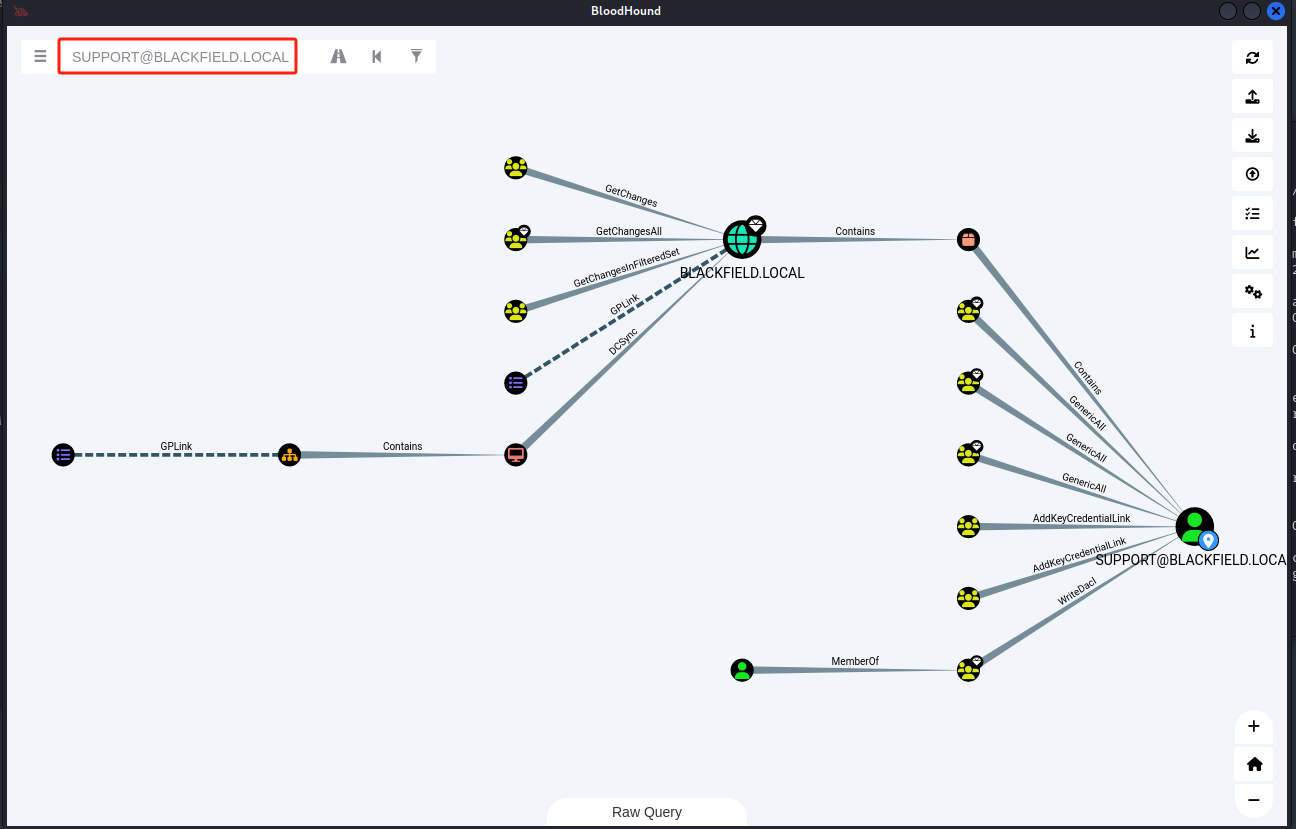 BloodHound
SUPPORT@BLACKFIELD.LOCAL
GetChanges
GetChangesAll
Contains
GetChangesInFilteredSet
BLACKFIELD.LOCAL
GPLink
DCSync
Contains
GenericAll
GenericAll
GPLink
Contains
GenericAll
AddKeyCredentialLink
AddKeyCredentialLink
SUPPORT@BLACKFIELD.LOCA
WriteDacl
MemberOf
Raw Query